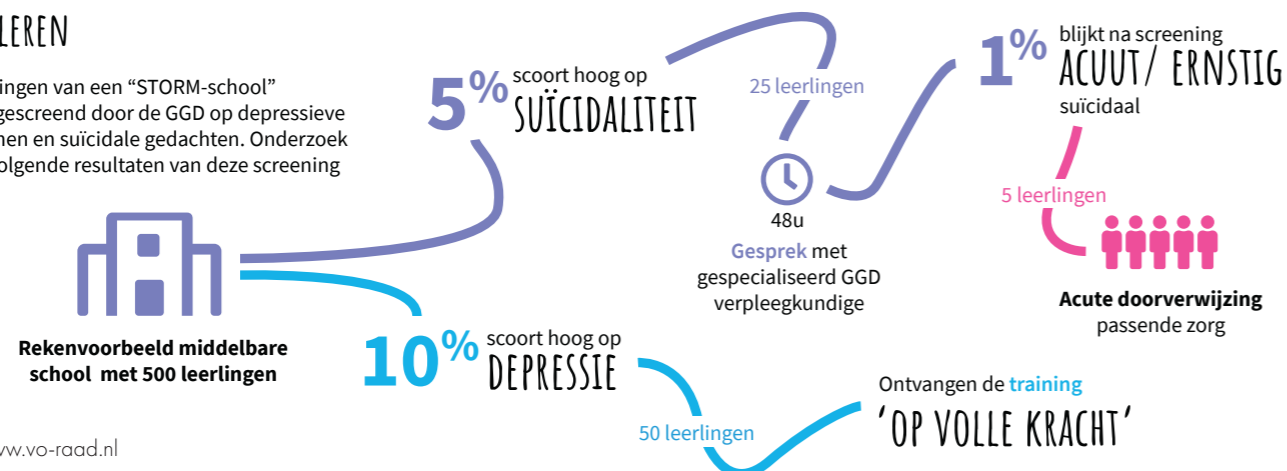 LEREN
ingen van een “STORM-school”
gescreend door de GGD op depressieve
en en suïcidale gedachten. Onderzoek
olgende resultaten van deze screening
Rekenvoorbeeld middelbare
school met 500 leerlingen
5% scoort hoog op
SUÏCIDALITEIT
25 leerlingen
48u
Gesprek met
gespecialiseerd GGD
verpleegkundige
1% blijkt na screening
ACUUT/ ERNSTIG
suïcidaal
5 leerlingen
Acute doorverwijzing
passende zorg
10% scoort hoog op
DEPRESSIE
50 leerlingen
Ontvangen de training
‘OP VOLLE KRACHT’
ww.vo-raad.nl